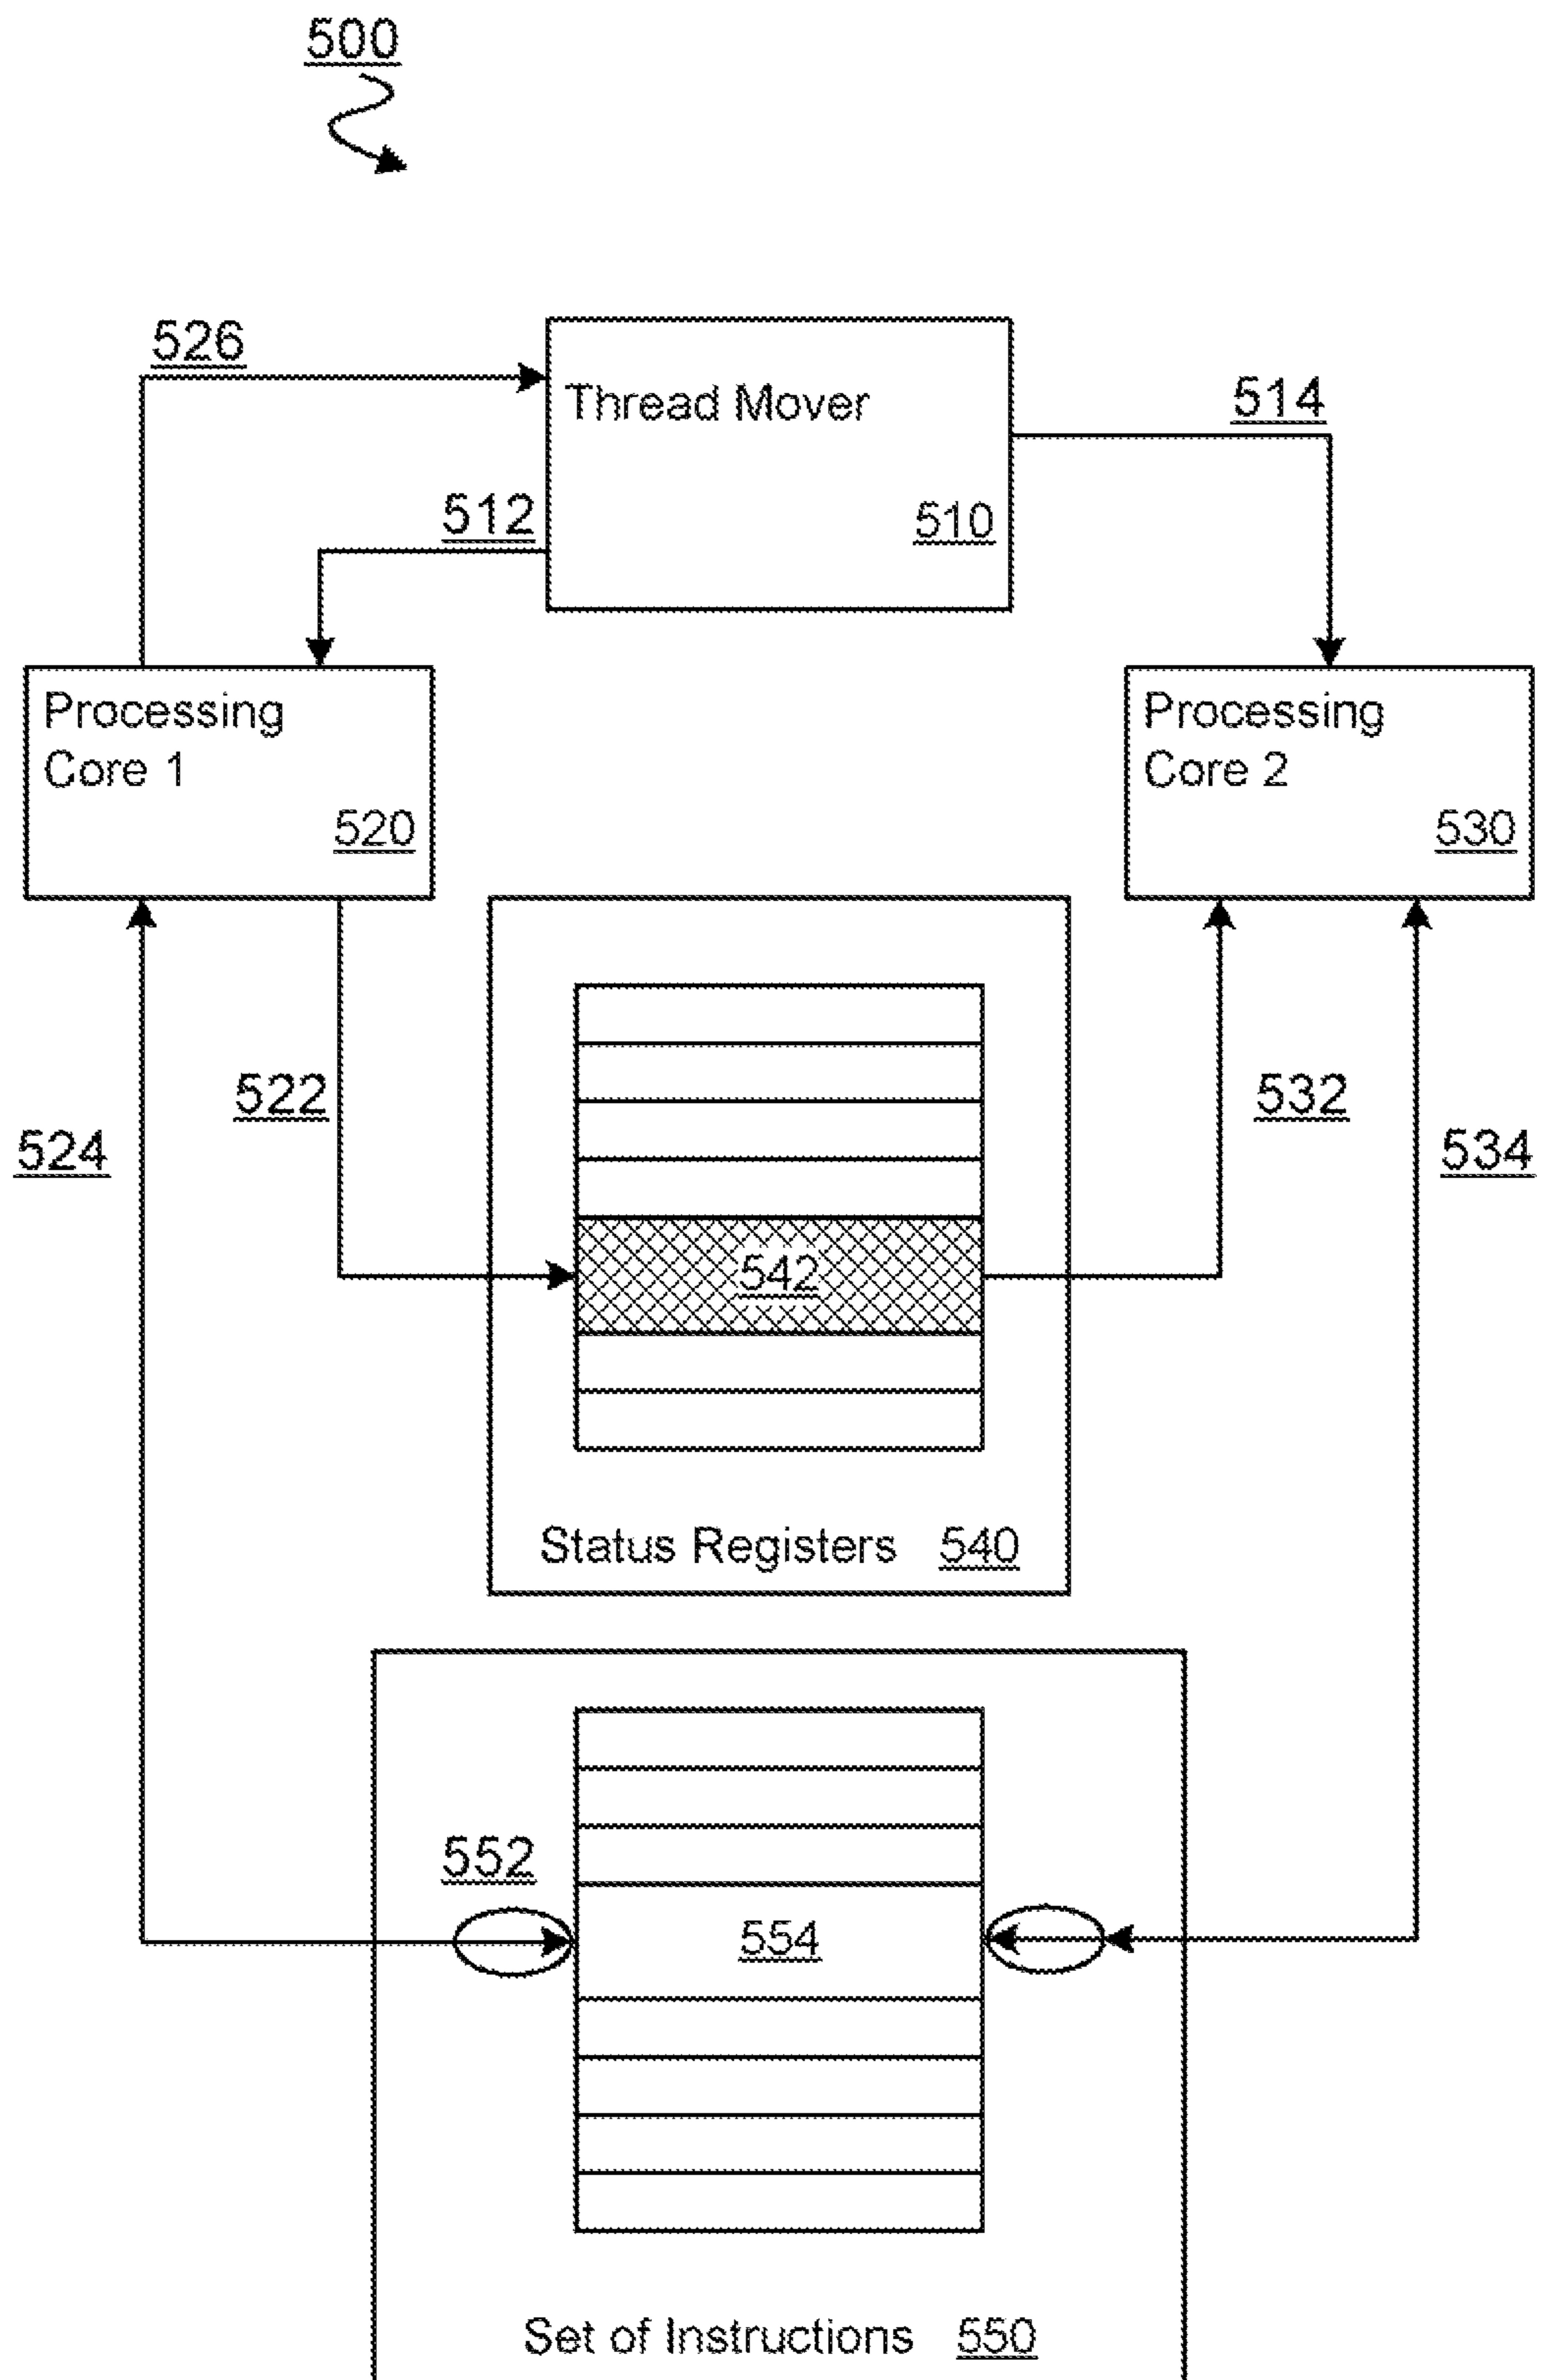 500
526
Thread Mover
514
512
510
Processing
Core 1
520
Processing
Core 2
530
522
532
524
534
542
Status Registers 540
552
554
Set of Instructions 550